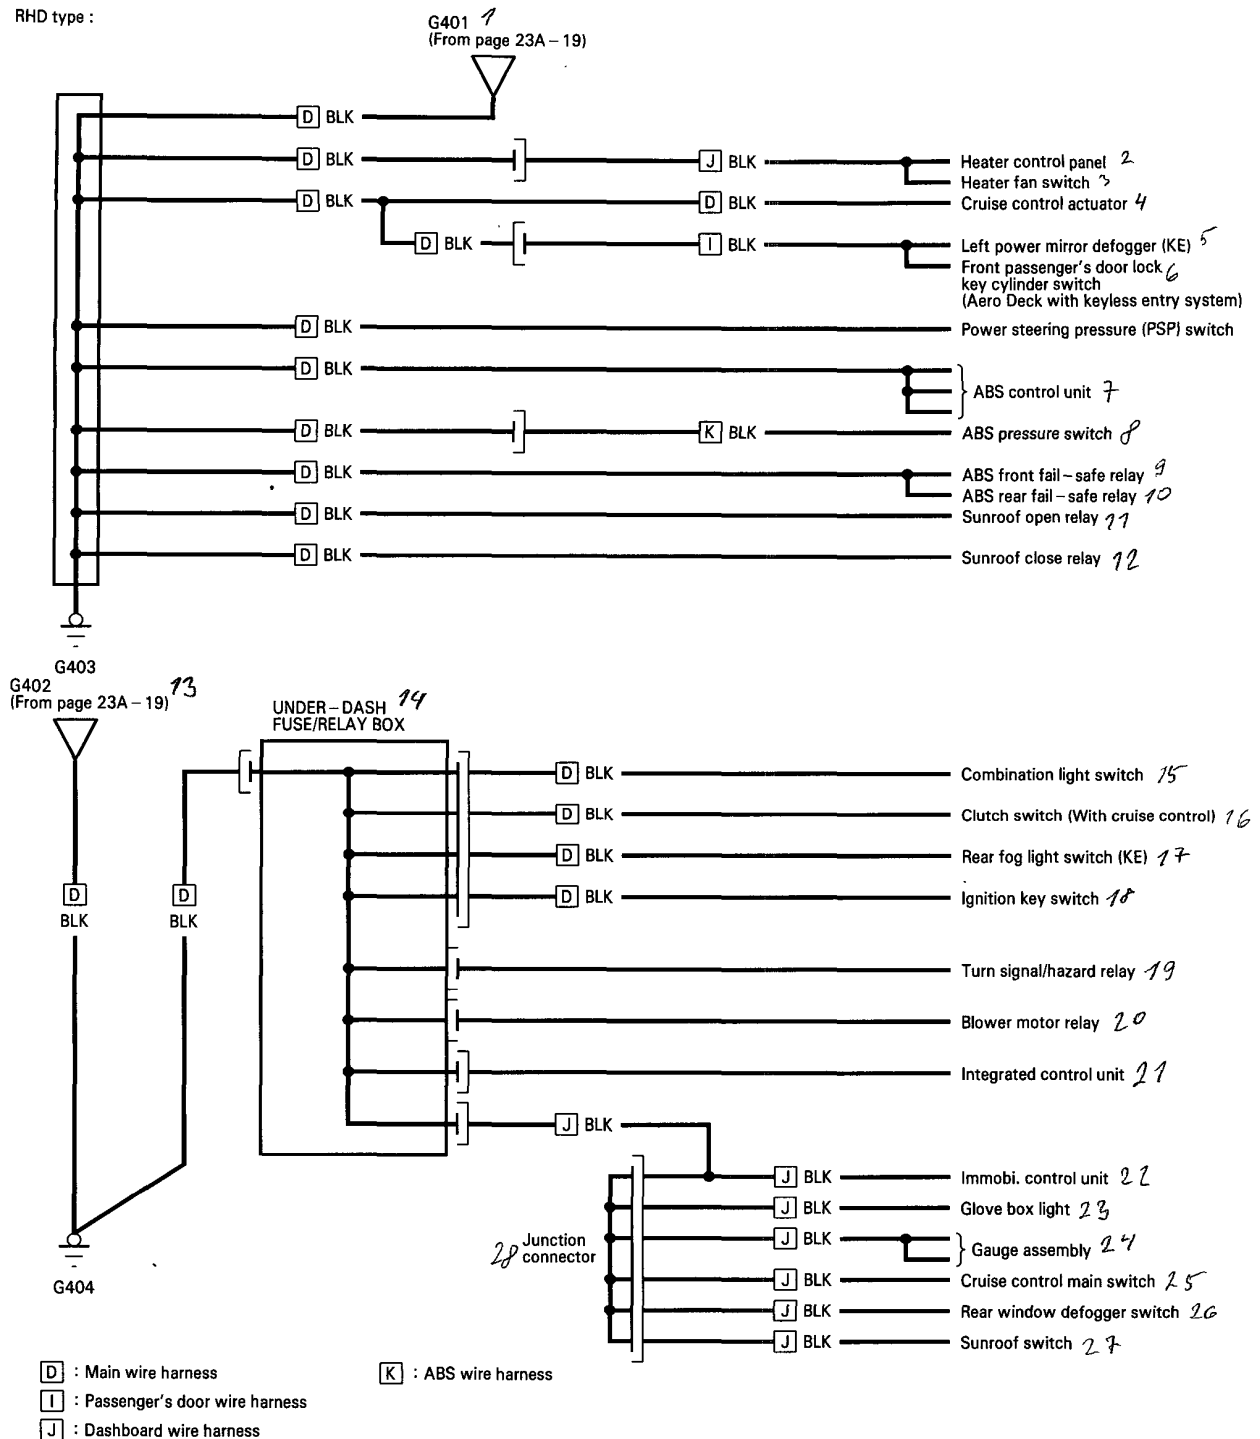 RHD type :
G401 1
(From page 23A – 19)
D BLK
D BLK J BLK Heater control panel 2
Heater fan switch 3
D BLK D BLK Cruise control actuator 4
D BLK I BLK Left power mirror defogger (KE) 5
Front passenger's door lock 6
key cylinder switch
(Aero Deck with keyless entry system)
D BLK Power steering pressure (PSP) switch
D BLK ABS control unit 7
D BLK K BLK ABS pressure switch 8
D BLK ABS front fail – safe relay 9
ABS rear fail – safe relay 10
D BLK Sunroof open relay 11
D BLK Sunroof close relay 12
G403
G402
(From page 23A – 19) 13
UNDER – DASH 14
FUSE/RELAY BOX
D BLK Combination light switch 15
D BLK Clutch switch (With cruise control) 16
D BLK Rear fog light switch (KE) 17
D D D BLK Ignition key switch 18
BLK BLK
Turn signal/hazard relay 19
Blower motor relay 20
Integrated control unit 21
J BLK
J BLK Immobi. control unit 22
J BLK Glove box light 23
28 Junction
connector
J BLK Gauge assembly 24
J BLK Cruise control main switch 25
J BLK Rear window defogger switch 26
J BLK Sunroof switch 27
G404
D : Main wire harness K : ABS wire harness
I : Passenger's door wire harness
J : Dashboard wire harness